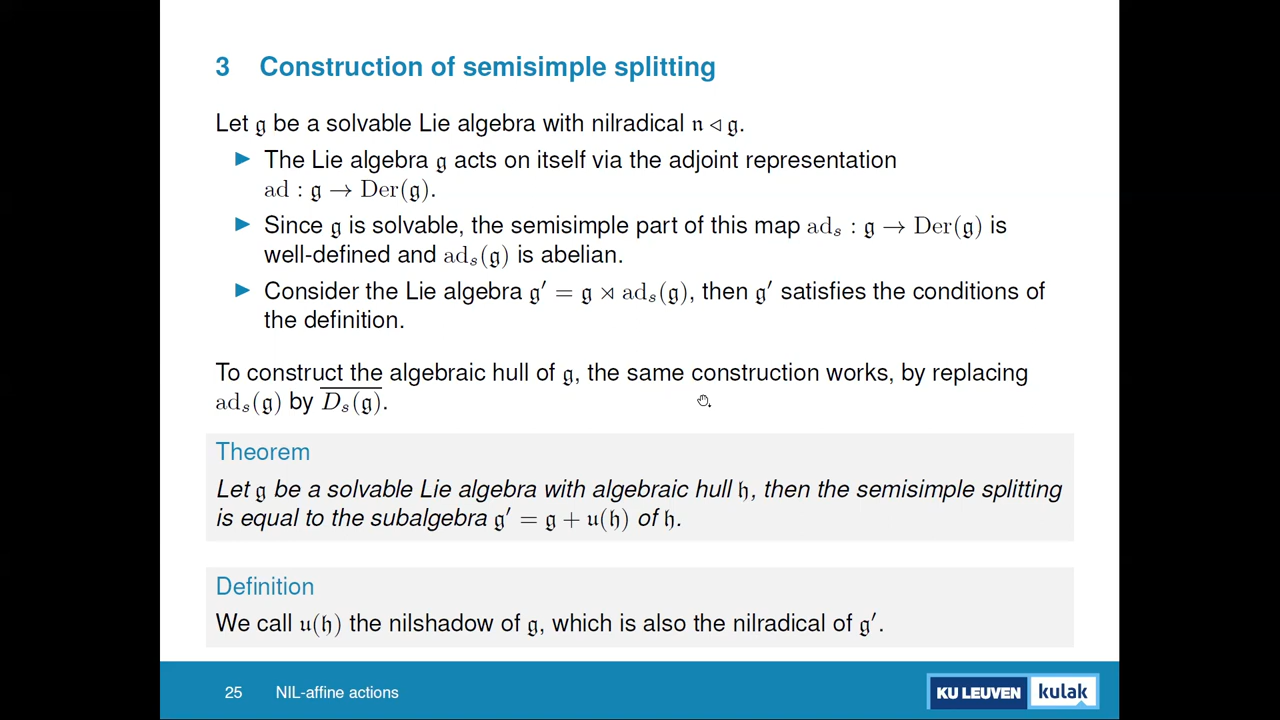 3 Construction of semisimple splitting
Let 𝔤 be a solvable Lie algebra with nilradical 𝔫 ◁ 𝔤.
▶ The Lie algebra 𝔤 acts on itself via the adjoint representation
ad : 𝔤 → Der(𝔤).
▶ Since 𝔤 is solvable, the semisimple part of this map adₛ : 𝔤 → Der(𝔤) is
well-defined and adₛ(𝔤) is abelian.
▶ Consider the Lie algebra 𝔤′ = 𝔤 ⋊ adₛ(𝔤), then 𝔤′ satisfies the conditions of
the definition.
To construct the algebraic hull of 𝔤, the same construction works, by replacing
adₛ(𝔤) by \overline{Dₛ(𝔤)}.
Theorem
Let 𝔤 be a solvable Lie algebra with algebraic hull 𝔥, then the semisimple splitting
is equal to the subalgebra 𝔤′ = 𝔤 + 𝔲(𝔥) of 𝔥.
Definition
We call 𝔲(𝔥) the nilshadow of 𝔤, which is also the nilradical of 𝔤′.
25 NIL-affine actions
KU LEUVEN kulak